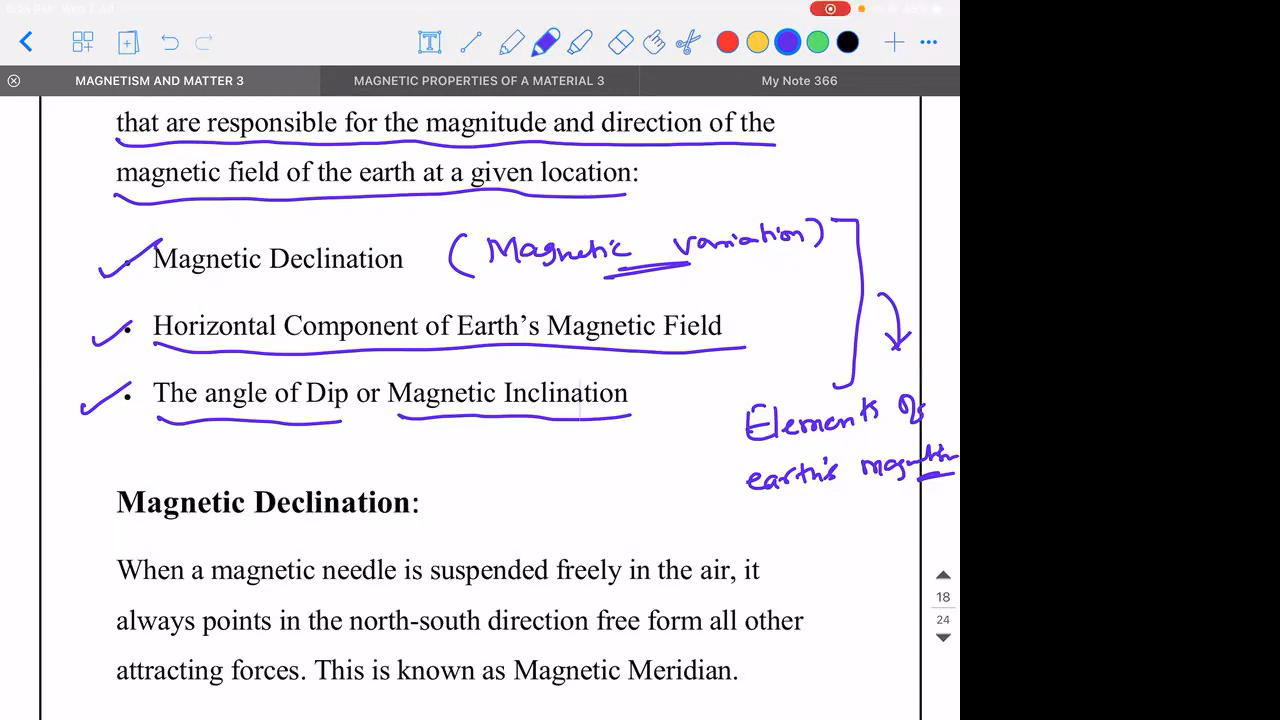 MAGNETISM AND MATTER 3
MAGNETIC PROPERTIES OF A MATERIAL 3
My Note 366
that are responsible for the magnitude and direction of the
magnetic field of the earth at a given location:
Magnetic Declination (Magnetic variation)
• Horizontal Component of Earth's Magnetic Field
• The angle of Dip or Magnetic Inclination
Elements of
earth's
Magnetic Declination:
When a magnetic needle is suspended freely in the air, it
always points in the north-south direction free form all other
attracting forces. This is known as Magnetic Meridian.
18
24